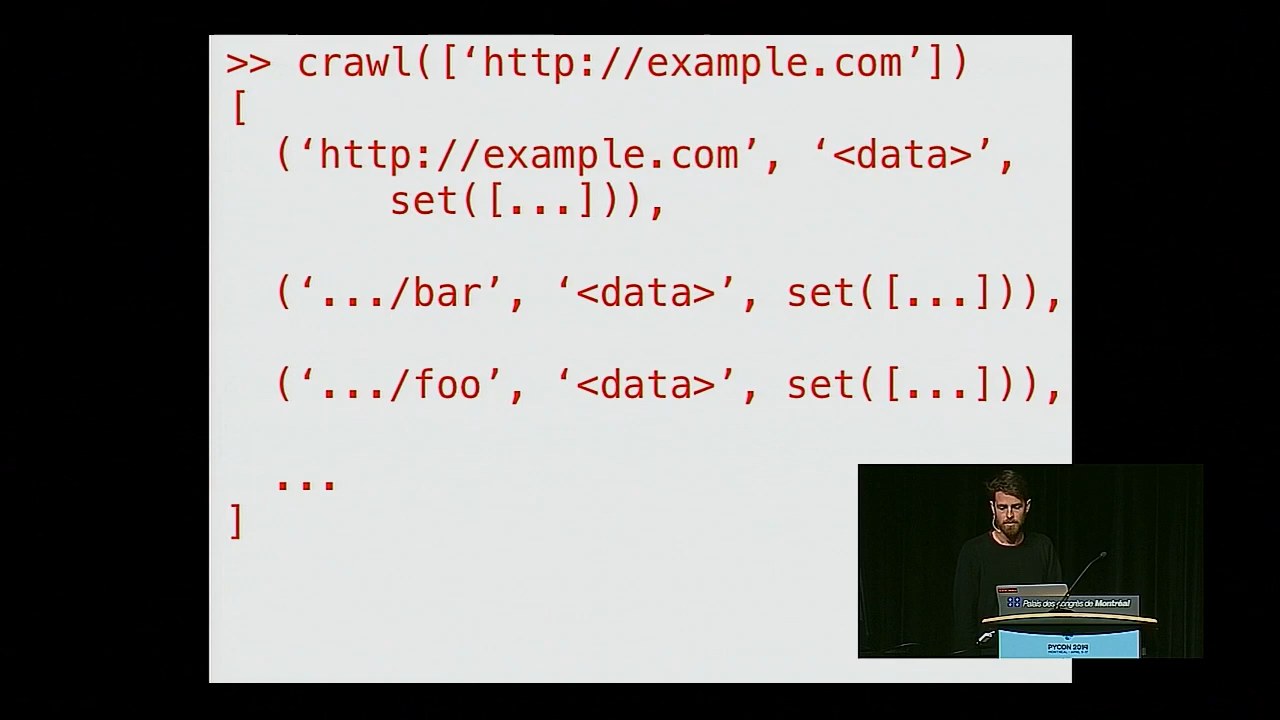 >> crawl([‘http://example.com’])
[
(‘http://example.com’, ‘<data>’,
set([...])),
(‘.../bar’, ‘<data>’, set([...])),
(‘.../foo’, ‘<data>’, set([...])),
...
]
Palais des congrès de Montréal
PYCON 2014